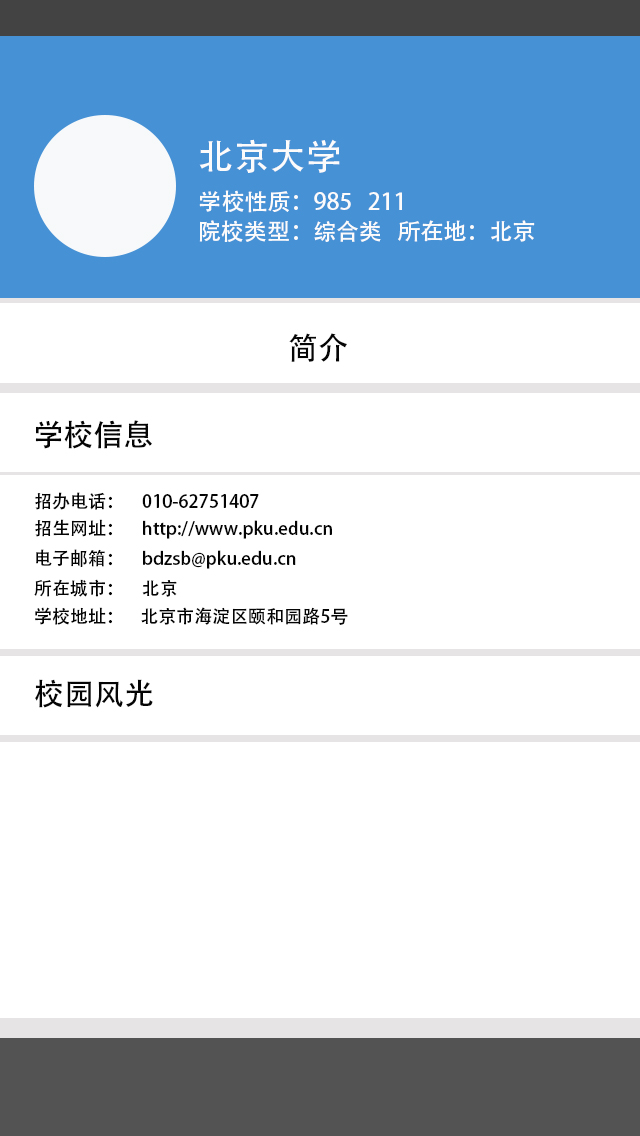 北京大学
学校性质：985 211
院校类型：综合类 所在地：北京
简介
学校信息
招办电话： 010-62751407
招生网址： http://www.pku.edu.cn
电子邮箱： bdzsb@pku.edu.cn
所在城市： 北京
学校地址： 北京市海淀区颐和园路5号
校园风光